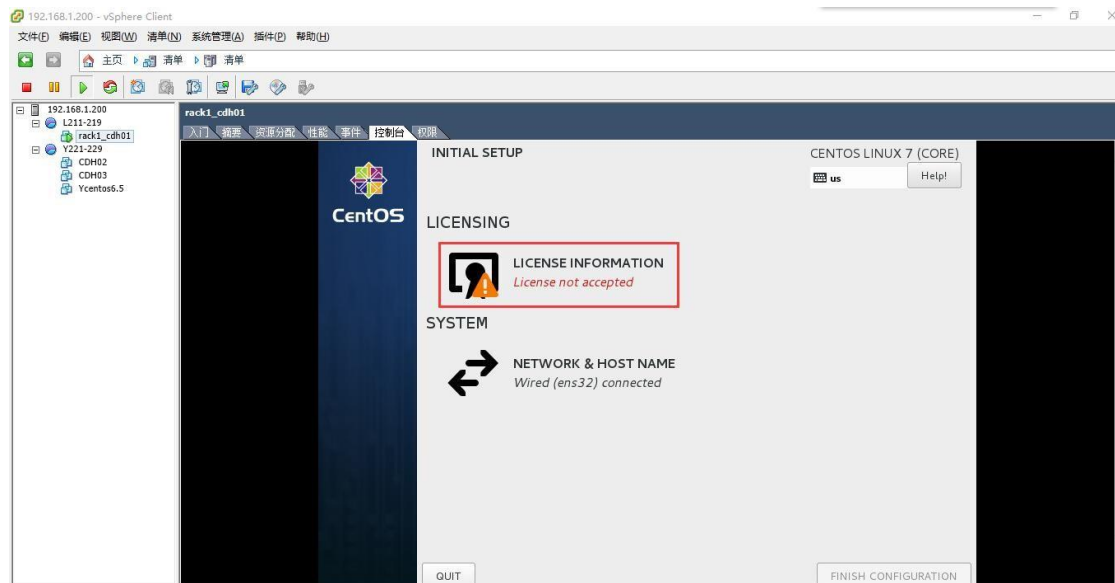 192.168.1.200 - vSphere Client
文件(F) 编辑(E) 视图(W) 清单(N) 系统管理(A) 插件(P) 帮助(H)
主页 清单 清单
192.168.1.200
L211-219
rack1_cdh01
Y221-229
CDH02
CDH03
Ycentos6.5
rack1_cdh01
入门 摘要 资源分配 性能 事件 控制台 权限
CentOS
INITIAL SETUP
CENTOS LINUX 7 (CORE)
us
Help!
LICENSING
LICENSE INFORMATION
License not accepted
SYSTEM
NETWORK & HOST NAME
Wired (ens32) connected
QUIT
FINISH CONFIGURATION